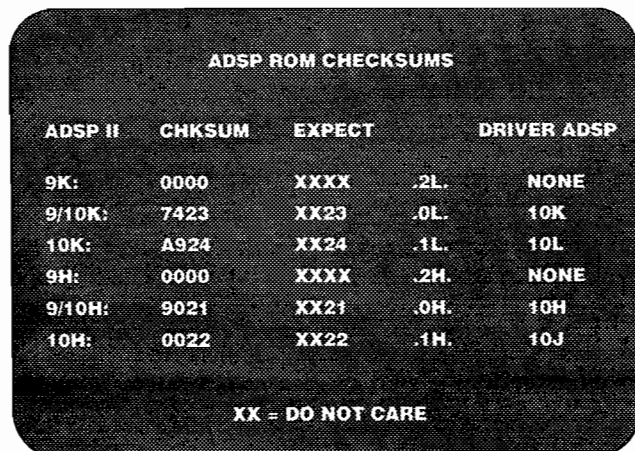 ADSP ROM CHECKSUMS
ADSP II CHKSUM EXPECT DRIVER ADSP
9K: 0000 XXXX .2L. NONE
9/10K: 7423 XX23 .0L. 10K
10K: A924 XX24 .1L. 10L
9H: 0000 XXXX .2H. NONE
9/10H: 9021 XX21 .0H. 10H
10H: 0022 XX22 .1H. 10J
XX = DO NOT CARE